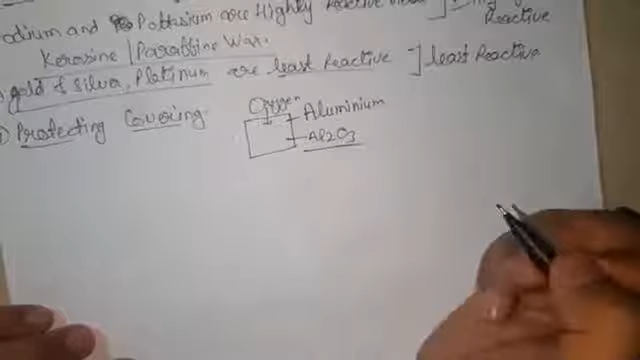 odium and Pottasium are Highly Reactive
Reactive
Kerosine / Paraffine Wax.
gold & Silver, Platinum are least Reactive ] least Reactive
Protecting Covering.
Oxygen
Aluminium
Al2O3